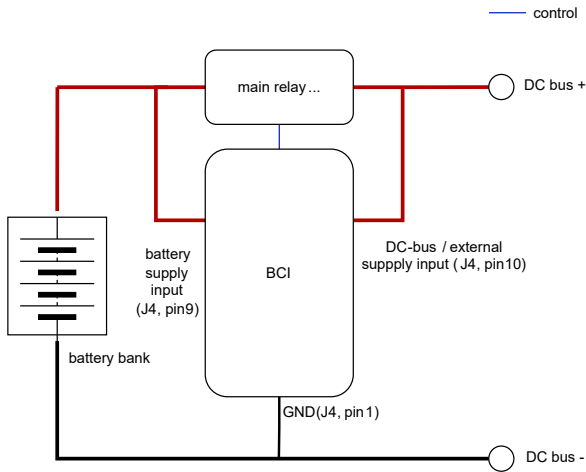 control
main relay...
DC bus +
battery
supply
input
(J4, pin9)
BCI
DC-bus / external
suppply input (J4, pin10)
battery bank
GND(J4, pin1)
DC bus -